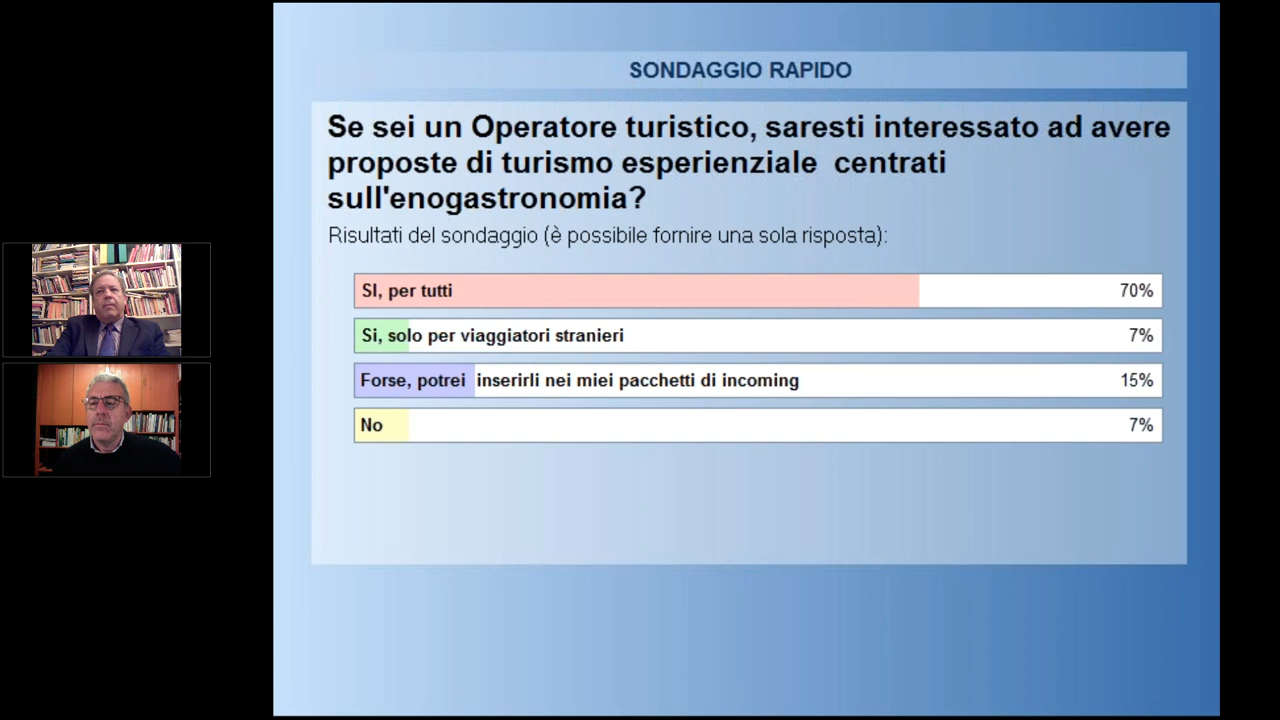 SONDAGGIO RAPIDO
Se sei un Operatore turistico, saresti interessato ad avere
proposte di turismo esperienziale  centrati
sull'enogastronomia?
Risultati del sondaggio (è possibile fornire una sola risposta):
SI, per tutti 70%
Si, solo per viaggiatori stranieri 7%
Forse, potrei inserirli nei miei pacchetti di incoming 15%
No 7%